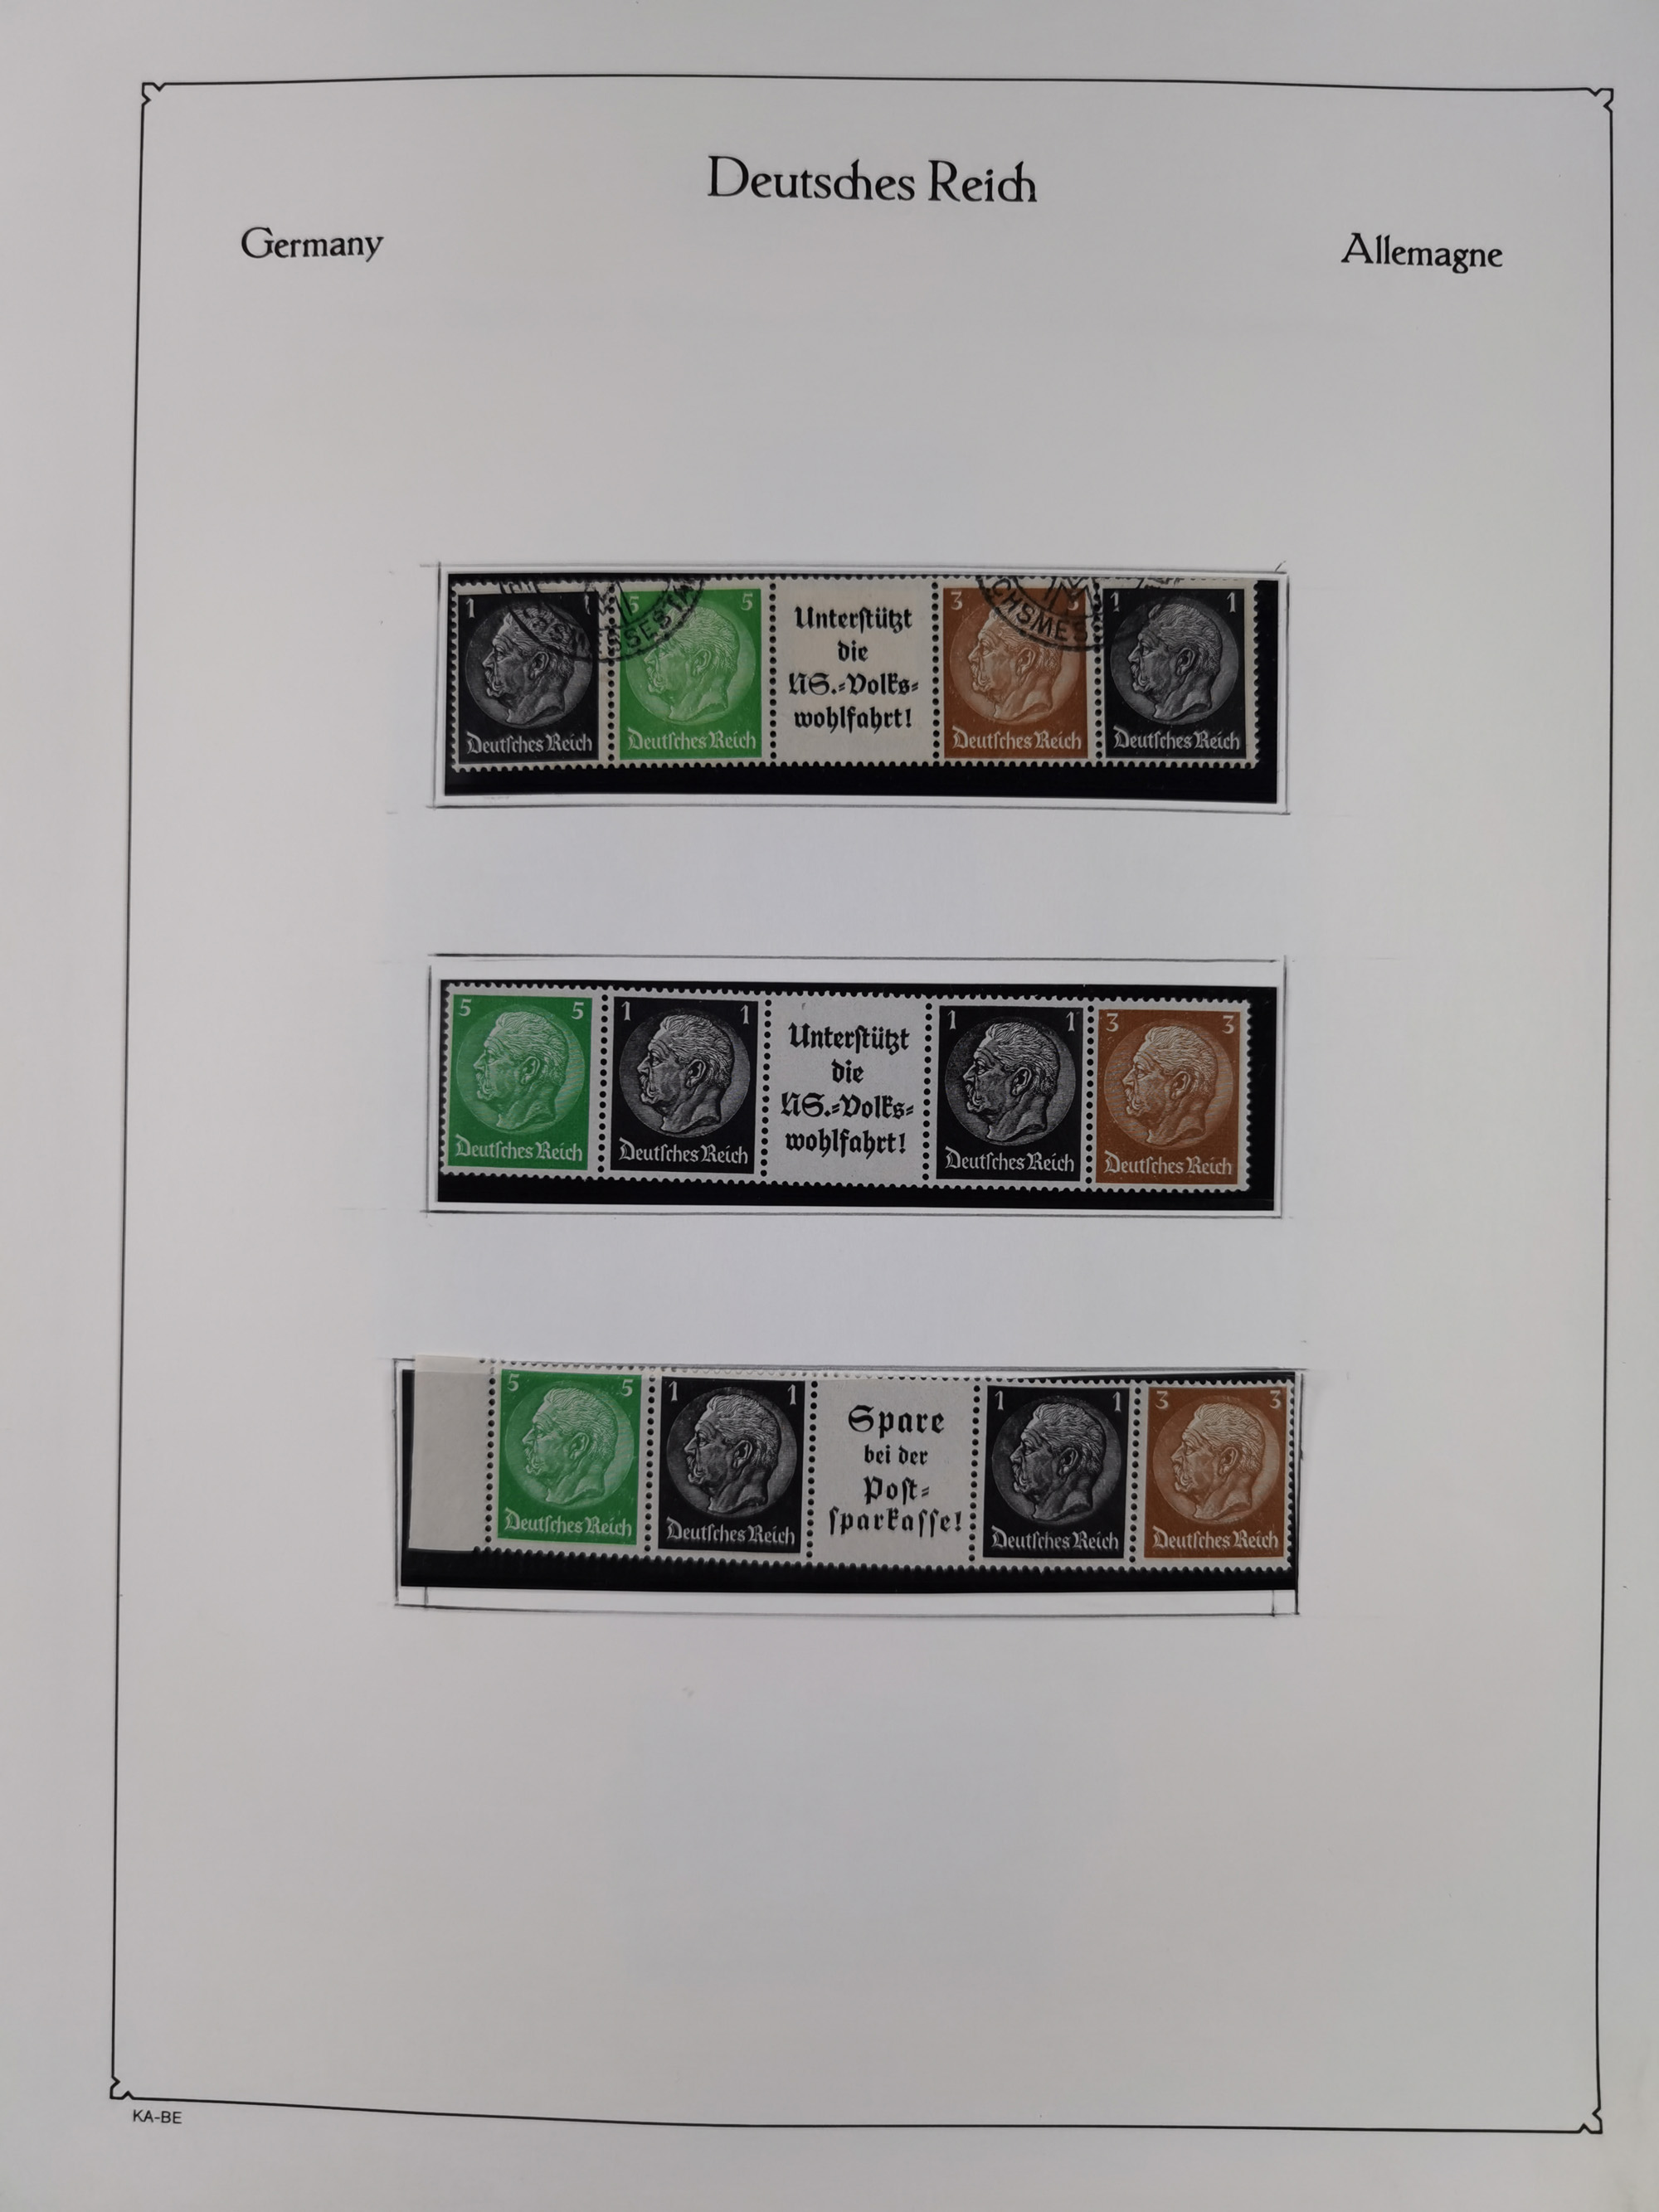 Deutsches Reich
Germany
Allemagne
1 1 5 5 3 3 1 1
CHSMES
Unterstützt
die
NS.-Volks-
wohlfahrt!
Deutsches Reich Deutsches Reich Deutsches Reich Deutsches Reich
5 5 1 1 1 1 3 3
Unterstützt
die
NS.-Volks-
wohlfahrt!
Deutsches Reich Deutsches Reich Deutsches Reich Deutsches Reich
5 5 1 1 1 1 3 3
Spare
bei der
Post-
sparkasse!
Deutsches Reich Deutsches Reich Deutsches Reich Deutsches Reich
KA-BE